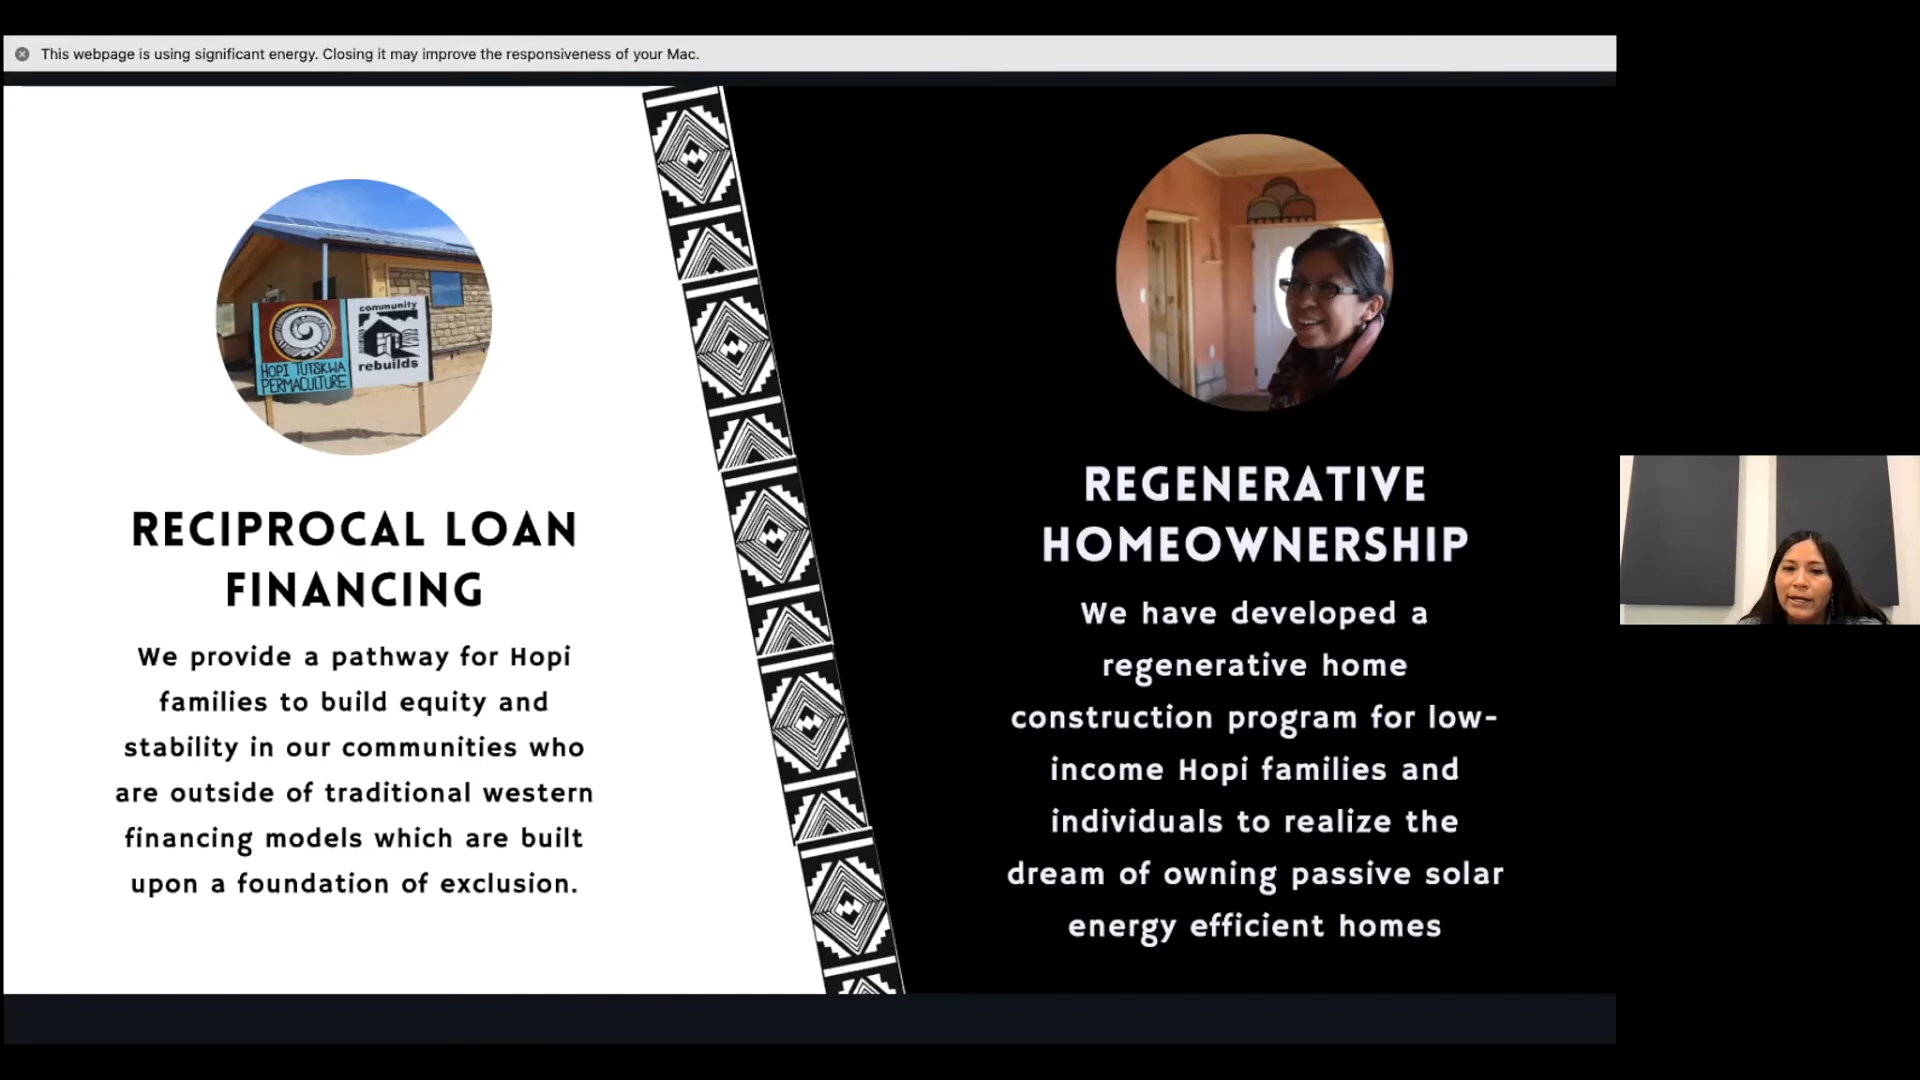 This webpage is using significant energy. Closing it may improve the responsiveness of your Mac.
HOPI TUTSKWA
PERMACULTURE
community
rebuilds
RECIPROCAL LOAN
FINANCING
We provide a pathway for Hopi
families to build equity and
stability in our communities who
are outside of traditional western
financing models which are built
upon a foundation of exclusion.
REGENERATIVE
HOMEOWNERSHIP
We have developed a
regenerative home
construction program for low-
income Hopi families and
individuals to realize the
dream of owning passive solar
energy efficient homes